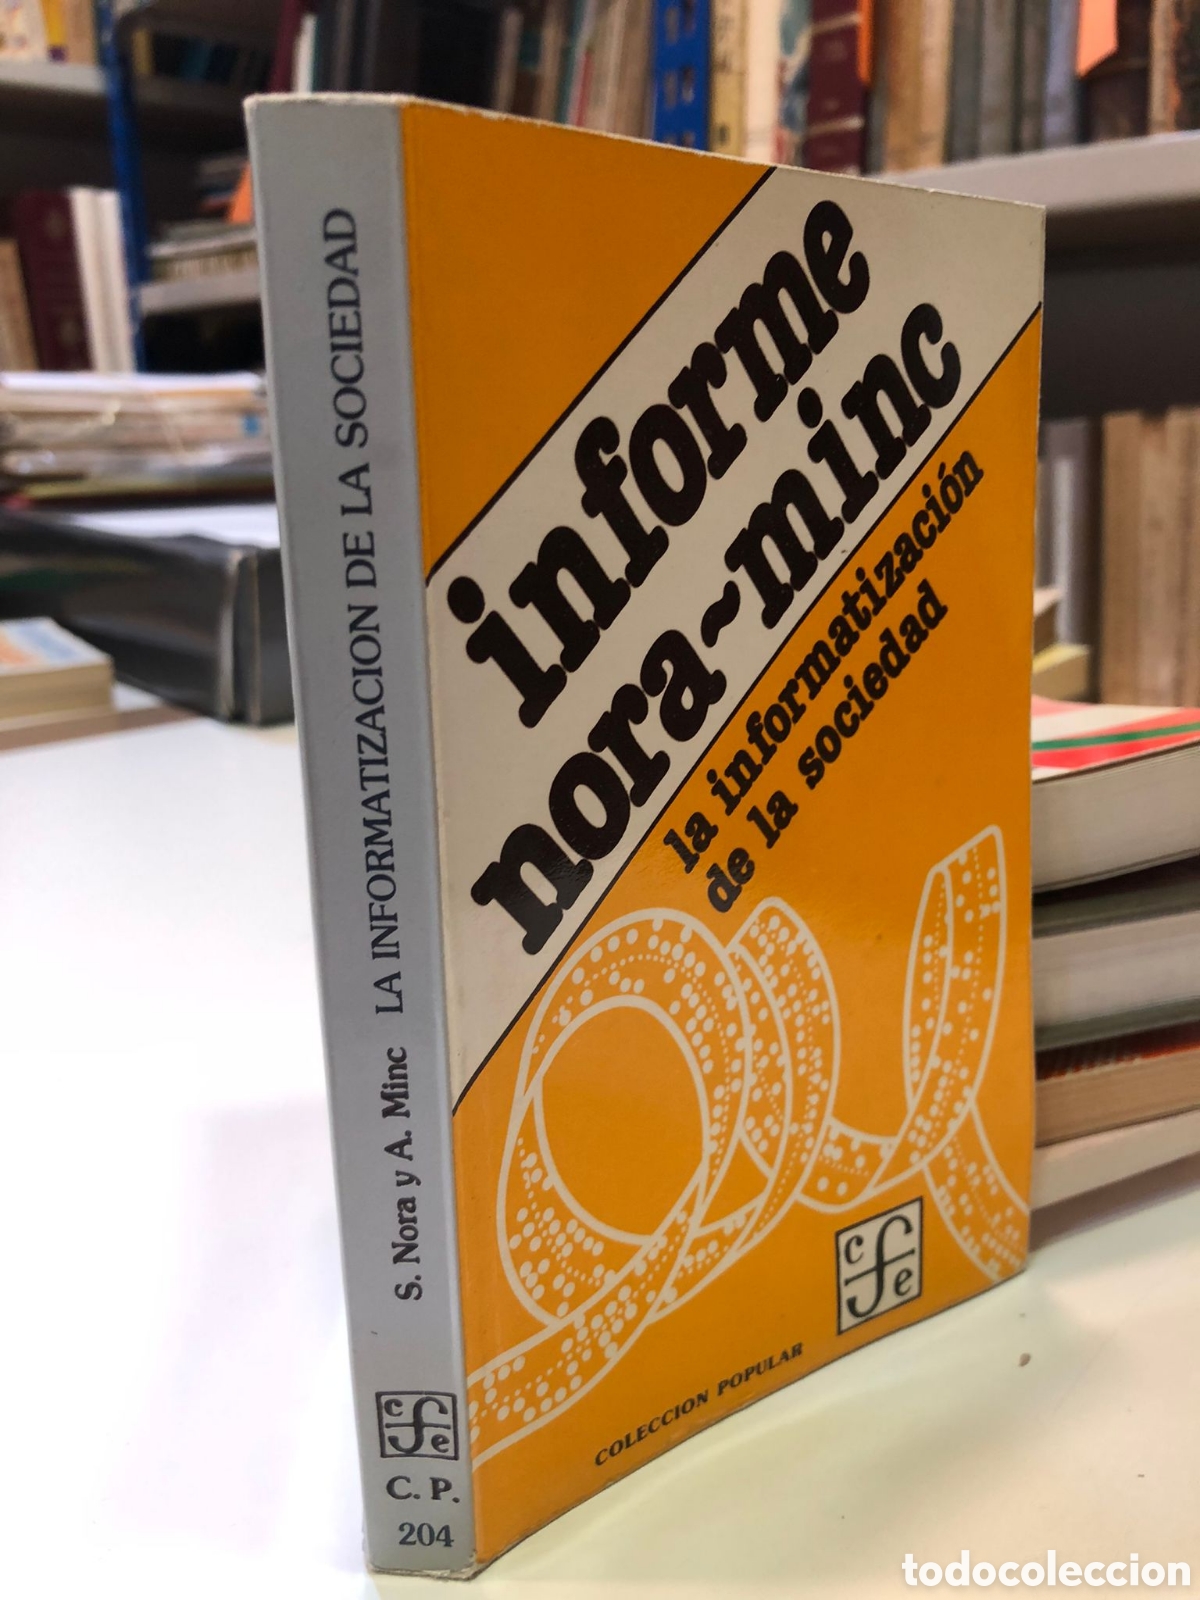 S. Nora y A. Minc LA INFORMATIZACION DE LA SOCIEDAD
cfe
C. P.
204
informe
nora~minc
la informatización
de la sociedad
cfe
COLECCION POPULAR
todocoleccion